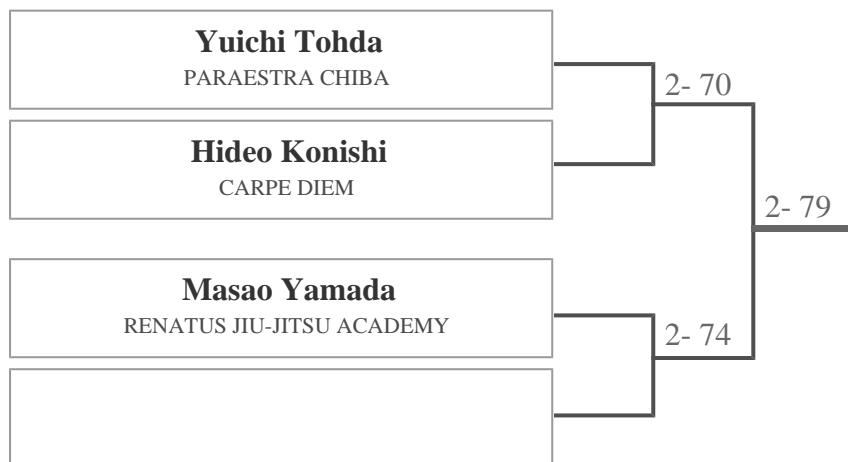 Yuichi Tohda
PARAESTRA CHIBA
2- 70
Hideo Konishi
CARPE DIEM
2- 79
Masao Yamada
RENATUS JIU-JITSU ACADEMY
2- 74